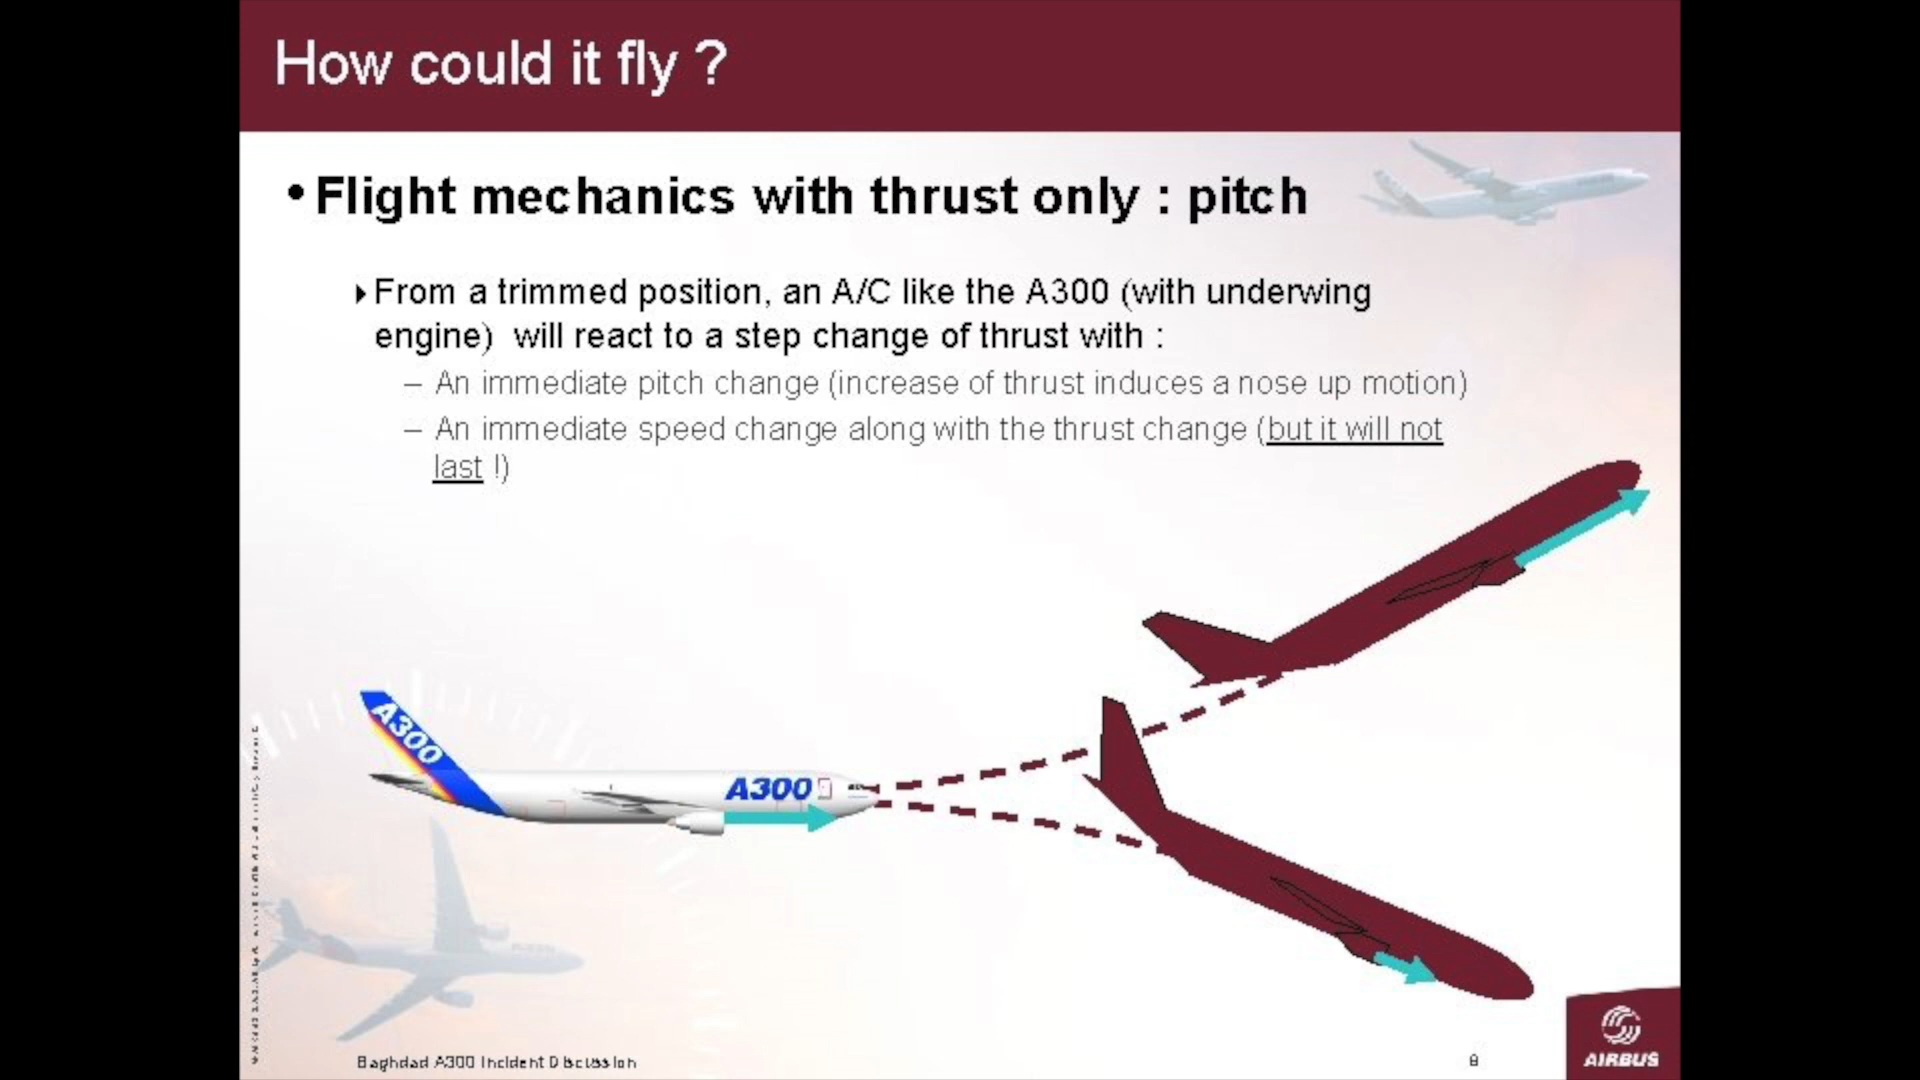 How could it fly ?
•Flight mechanics with thrust only : pitch
From a trimmed position, an A/C like the A300 (with underwing
engine) will react to a step change of thrust with :
– An immediate pitch change (increase of thrust induces a nose up motion)
– An immediate speed change along with the thrust change (but it will not
last !)
A300
A300
Baghdad A300 Incident Discussion
8
AIRBUS